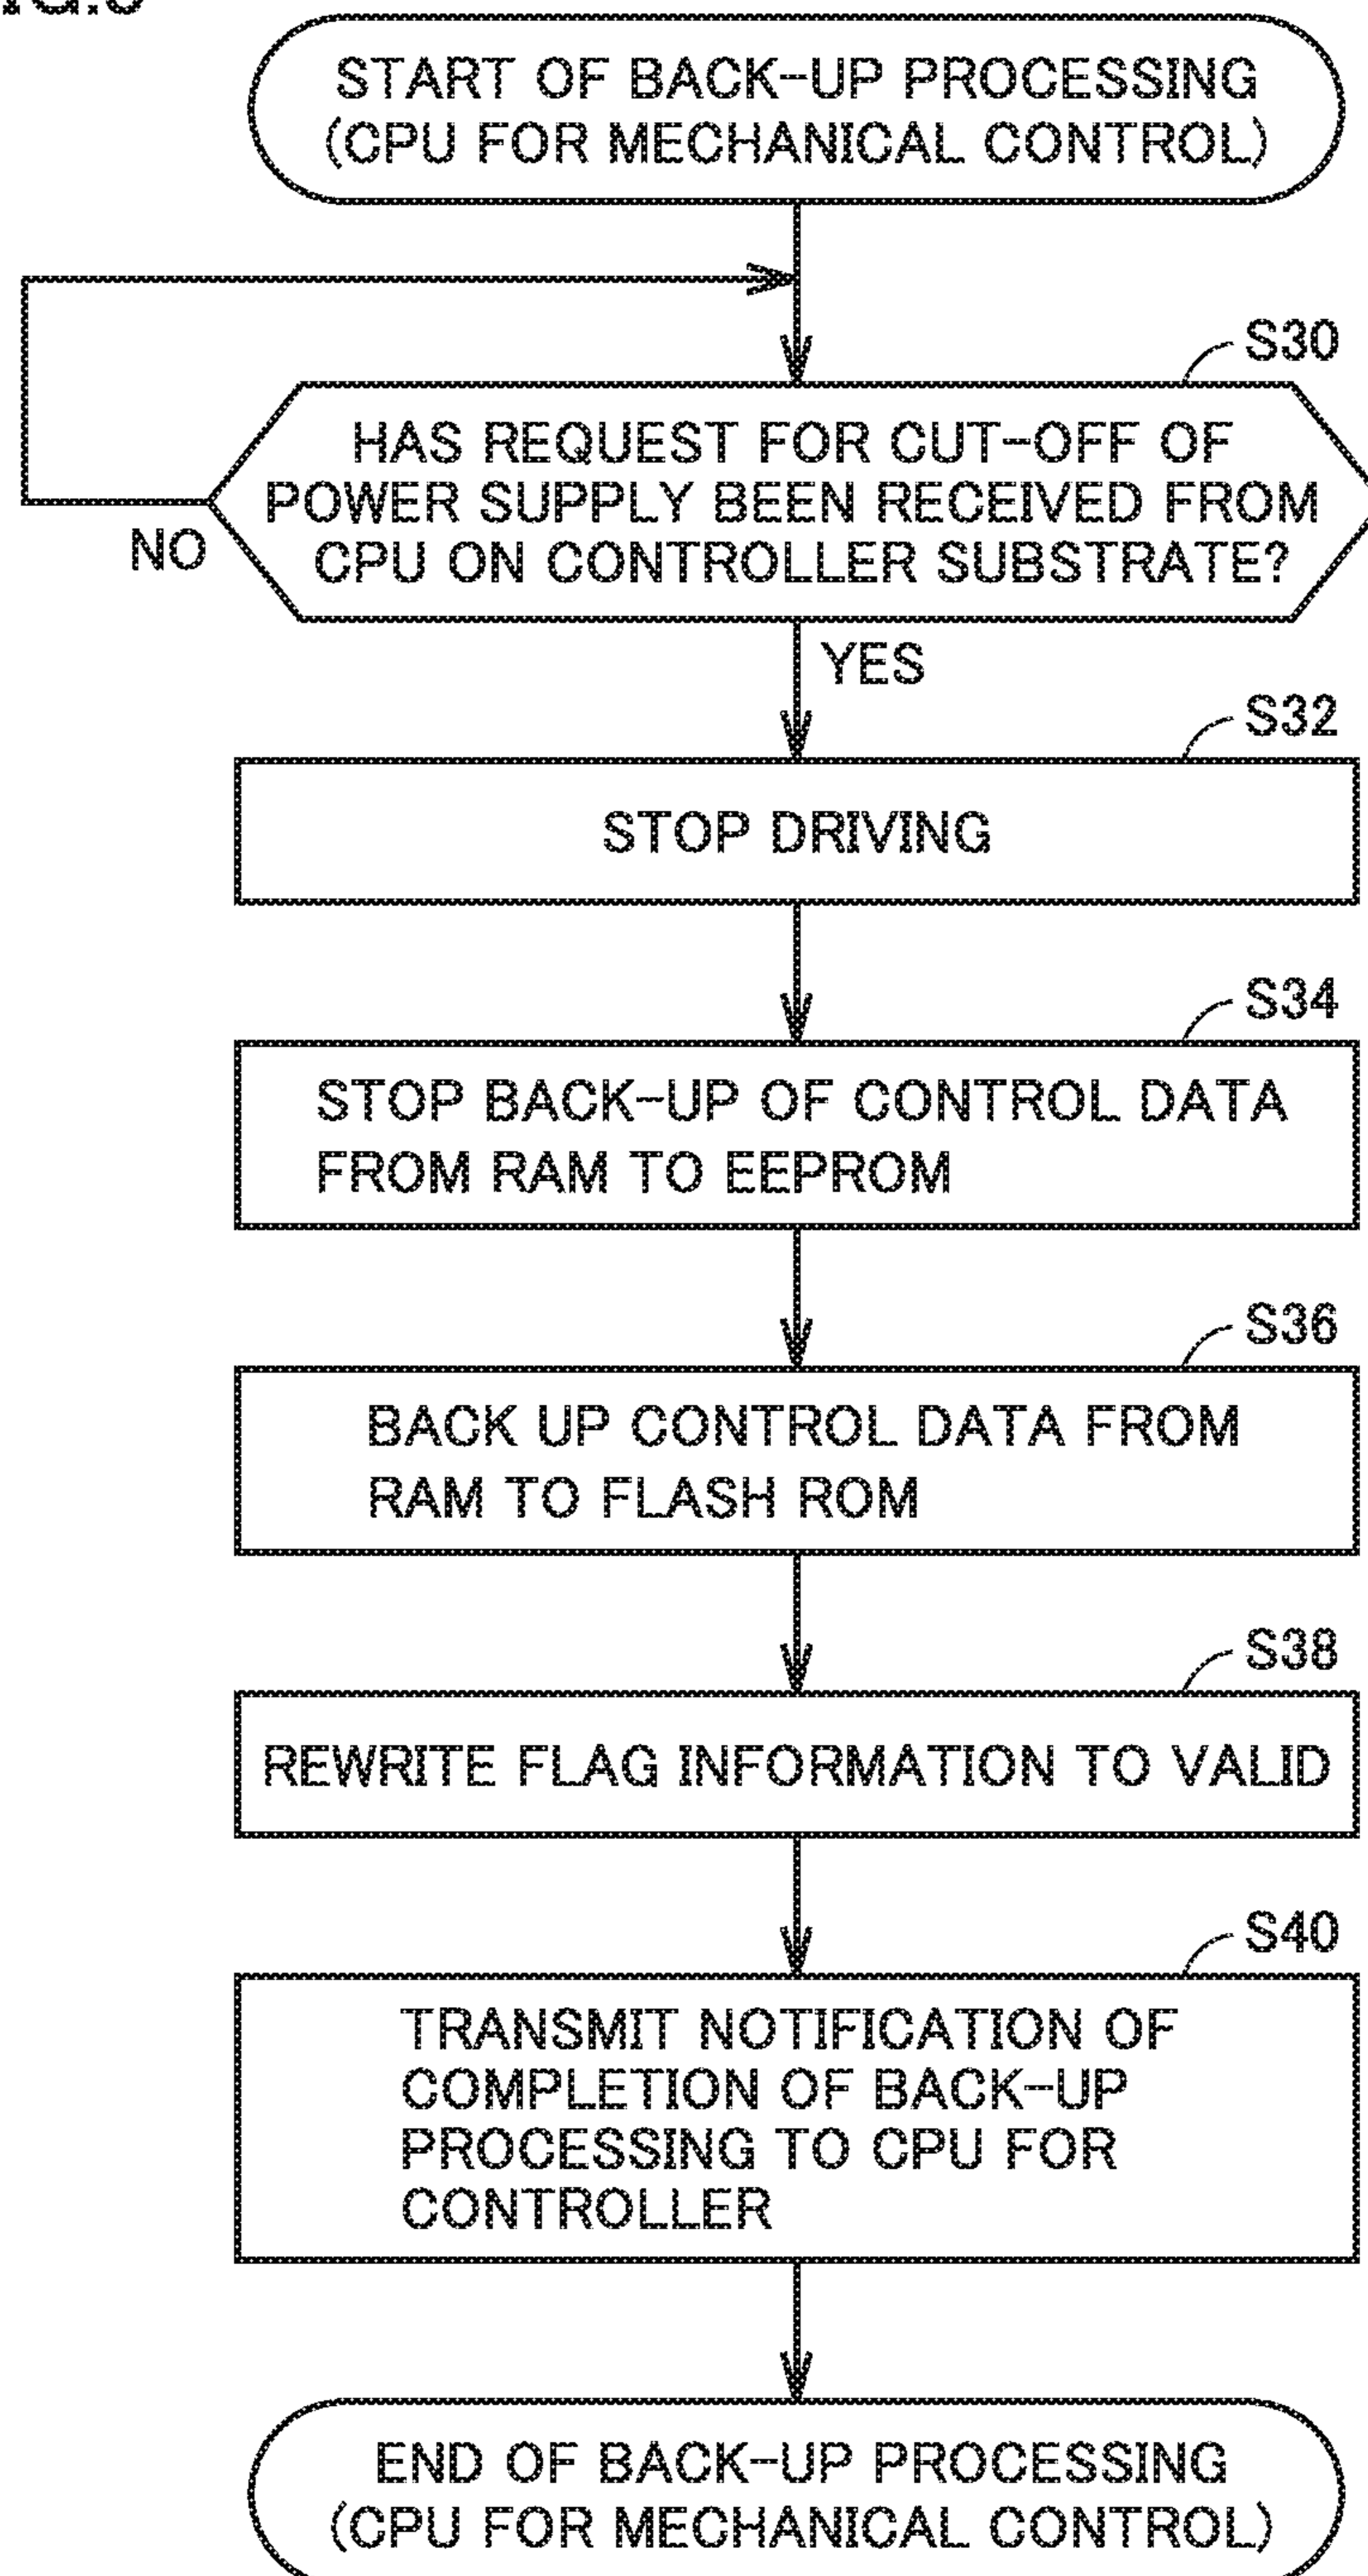 START OF BACK-UP PROCESSING
(CPU FOR MECHANICAL CONTROL)
S30
HAS REQUEST FOR CUT-OFF OF
POWER SUPPLY BEEN RECEIVED FROM
CPU ON CONTROLLER SUBSTRATE?
NO
YES
S32
STOP DRIVING
S34
STOP BACK-UP OF CONTROL DATA
FROM RAM TO EEPROM
S36
BACK UP CONTROL DATA FROM
RAM TO FLASH ROM
S38
REWRITE FLAG INFORMATION TO VALID
S40
TRANSMIT NOTIFICATION OF
COMPLETION OF BACK-UP
PROCESSING TO CPU FOR
CONTROLLER
END OF BACK-UP PROCESSING
(CPU FOR MECHANICAL CONTROL)